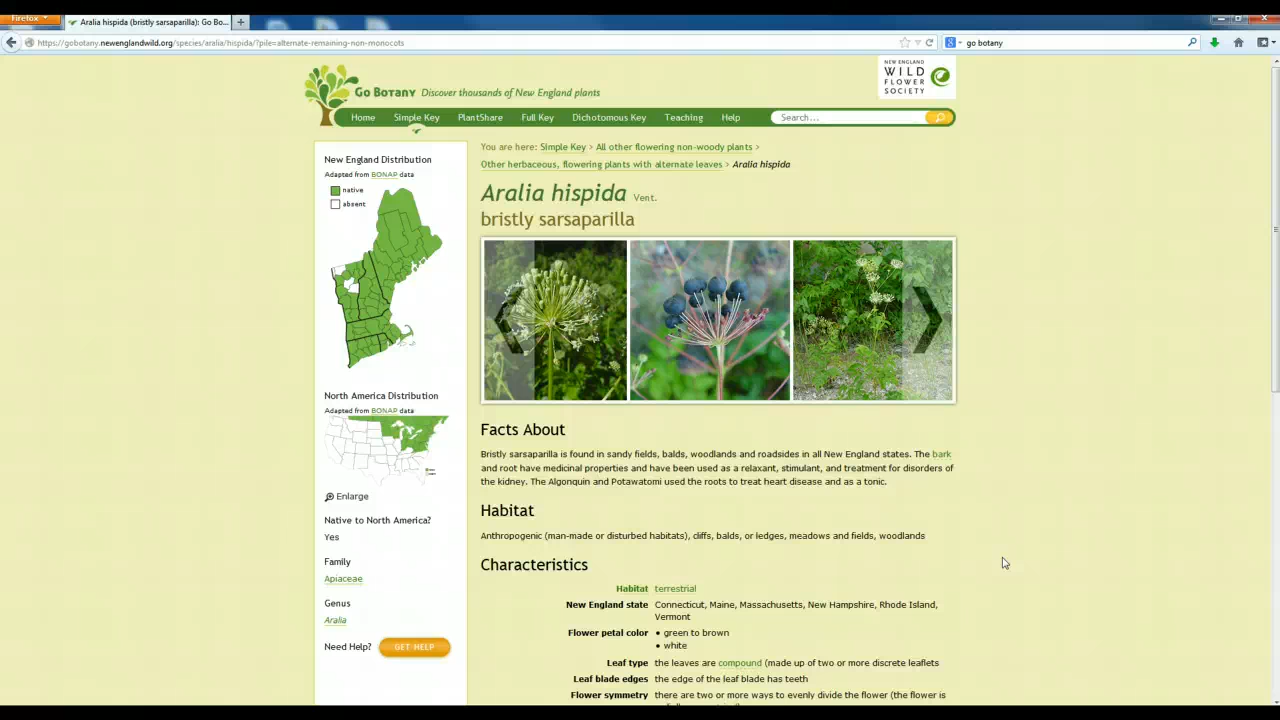 Firefox
Aralia hispida (bristly sarsaparilla): Go Bo...
https://gobotany.newenglandwild.org/species/aralia/hispida/?pile=alternate-remaining-non-monocots
go botany
Go Botany Discover thousands of New England plants
NEW ENGLAND
WILD
FLOWER
SOCIETY
Home Simple Key PlantShare Full Key Dichotomous Key Teaching Help Search...
New England Distribution
Adapted from BONAP data
native
absent
North America Distribution
Adapted from BONAP data
Enlarge
Native to North America?
Yes
Family
Apiaceae
Genus
Aralia
Need Help? GET HELP
You are here: Simple Key > All other flowering non-woody plants >
Other herbaceous, flowering plants with alternate leaves > Aralia hispida
Aralia hispida Vent.
bristly sarsaparilla
Facts About
Bristly sarsaparilla is found in sandy fields, balds, woodlands and roadsides in all New England states. The bark
and root have medicinal properties and have been used as a relaxant, stimulant, and treatment for disorders of
the kidney. The Algonquin and Potawatomi used the roots to treat heart disease and as a tonic.
Habitat
Anthropogenic (man-made or disturbed habitats), cliffs, balds, or ledges, meadows and fields, woodlands
Characteristics
Habitat terrestrial
New England state Connecticut, Maine, Massachusetts, New Hampshire, Rhode Island,
Vermont
Flower petal color • green to brown
• white
Leaf type the leaves are compound (made up of two or more discrete leaflets
Leaf blade edges the edge of the leaf blade has teeth
Flower symmetry there are two or more ways to evenly divide the flower (the flower is